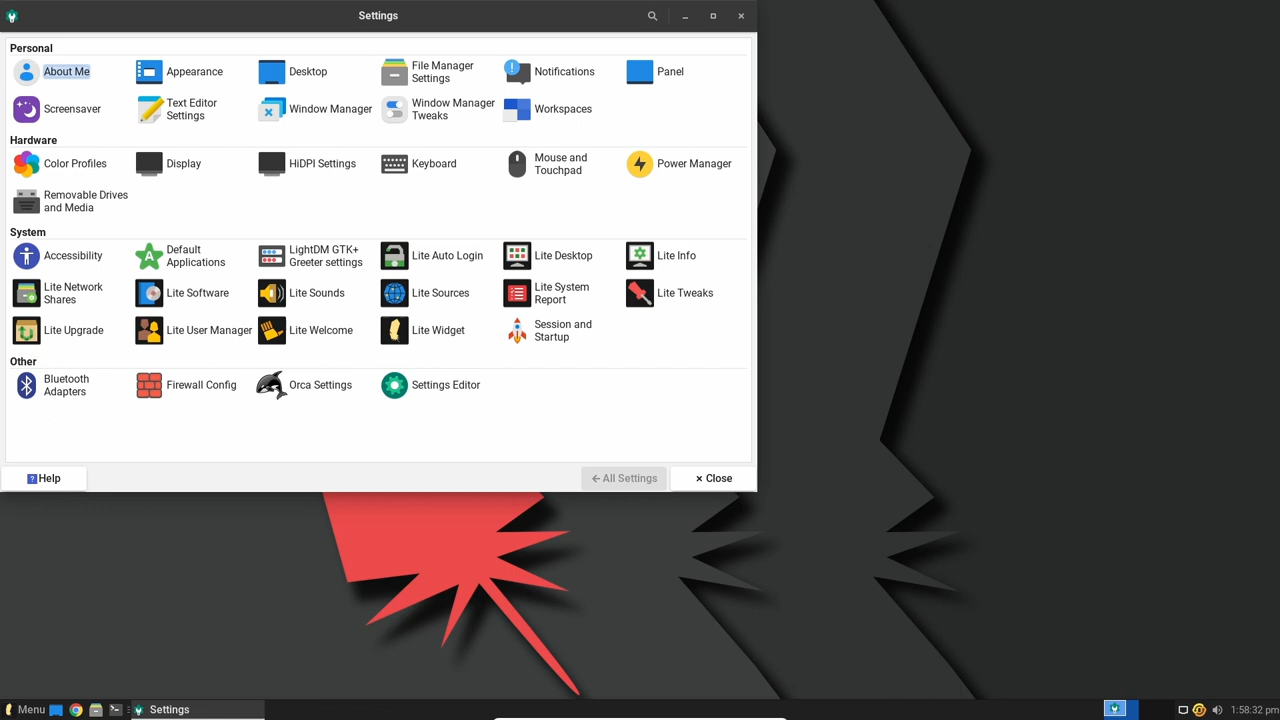 Settings
Personal
About Me
Appearance
Desktop
File Manager
Settings
Notifications
Panel
Screensaver
Text Editor
Settings
Window Manager
Window Manager
Tweaks
Workspaces
Hardware
Color Profiles
Display
HiDPI Settings
Keyboard
Mouse and
Touchpad
Power Manager
Removable Drives
and Media
System
Accessibility
Default
Applications
LightDM GTK+
Greeter settings
Lite Auto Login
Lite Desktop
Lite Info
Lite Network
Shares
Lite Software
Lite Sounds
Lite Sources
Lite System
Report
Lite Tweaks
Lite Upgrade
Lite User Manager
Lite Welcome
Lite Widget
Session and
Startup
Other
Bluetooth
Adapters
Firewall Config
Orca Settings
Settings Editor
Help
All Settings
Close
Menu
Settings
1:58:32 pm